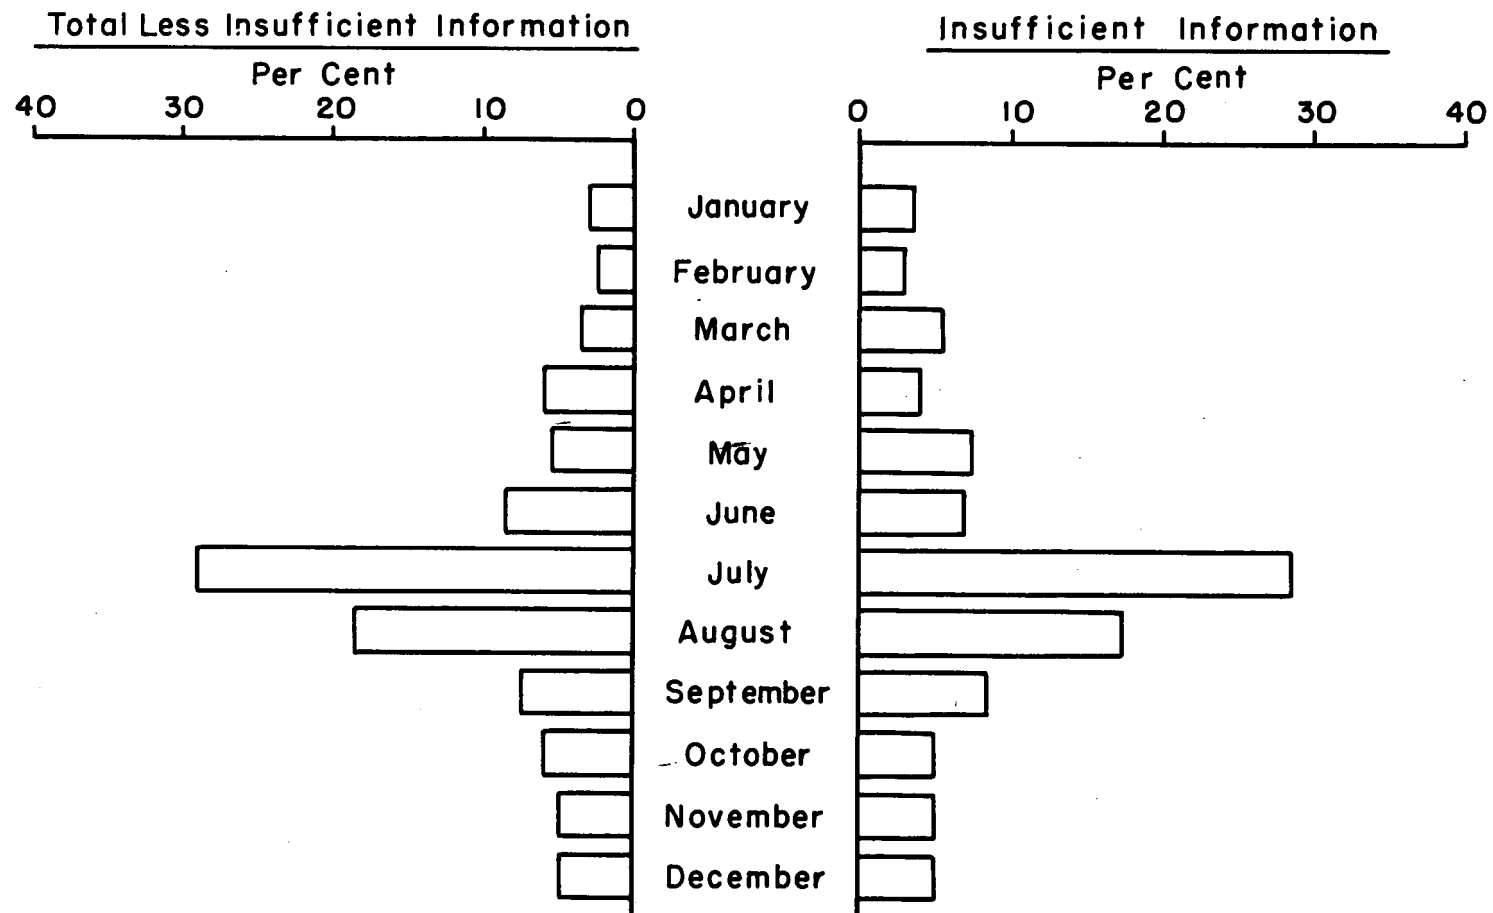 Total Less Insufficient Information
Per Cent
40 30 20 10 0
Insufficient Information
Per Cent
0 10 20 30 40
January
February
March
April
May
June
July
August
September
October
November
December